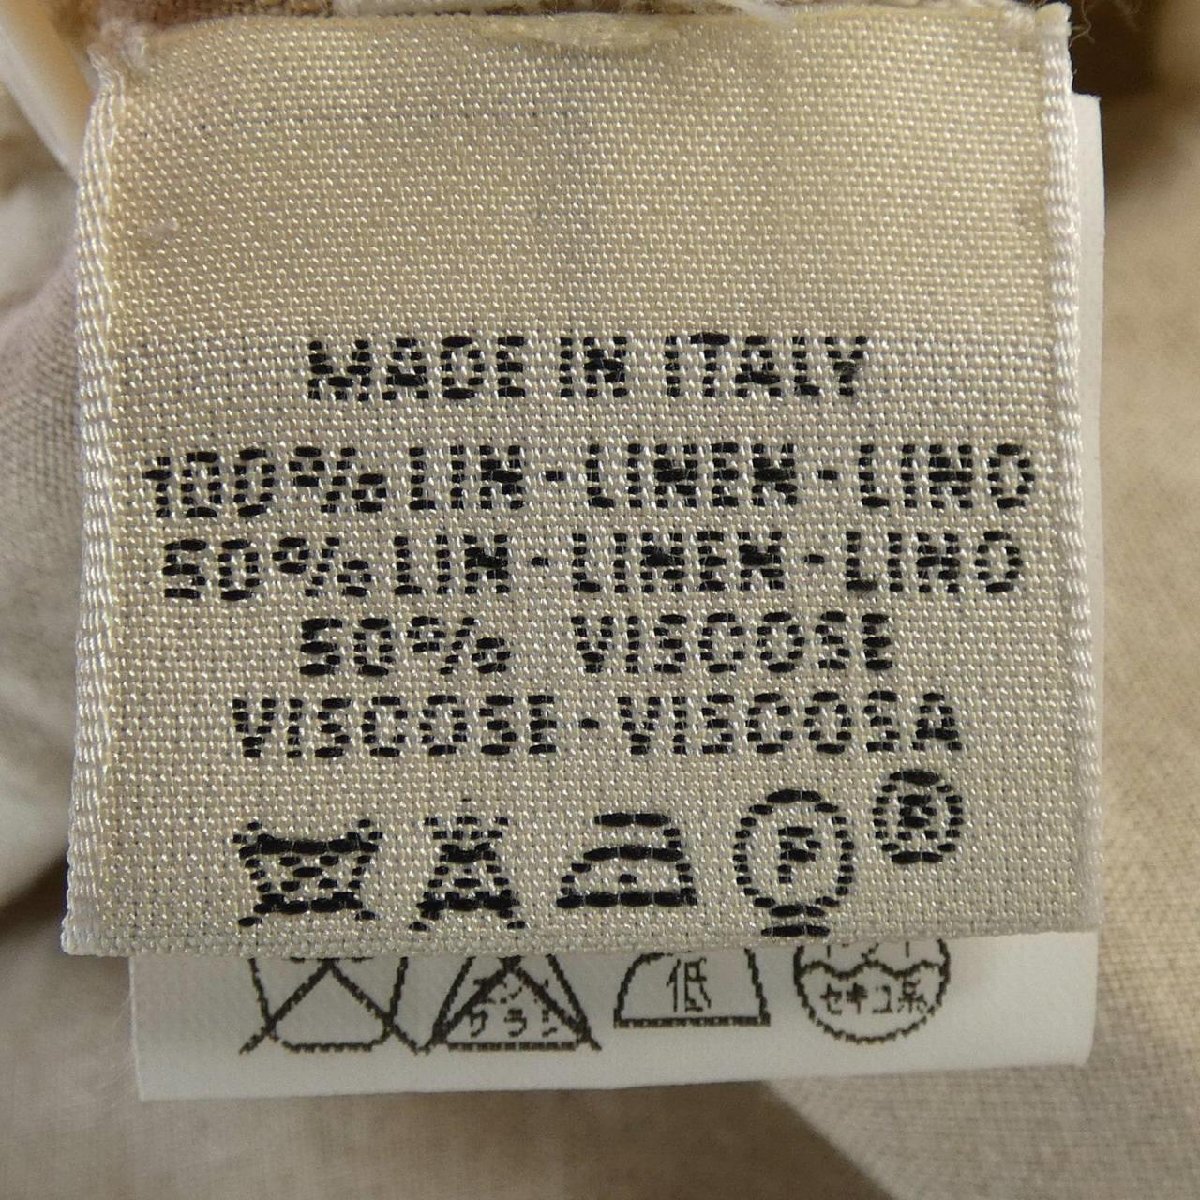 MADE IN ITALY
100% LIN - LINEN - LINO
50% LIN - LINEN - LINO
50% VISCOSE
VISCOSE - VISCOSA
P ®
低
セキユ系